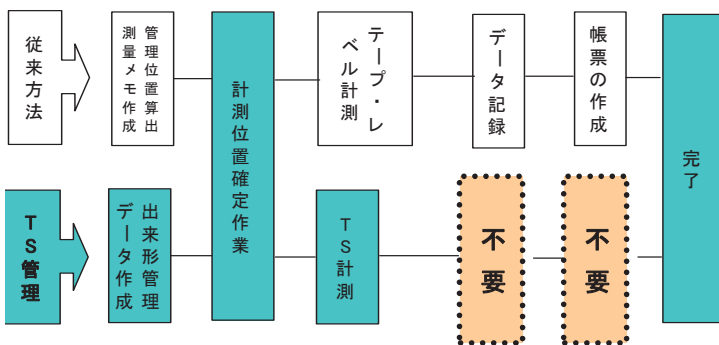 従来方法
管理位置算出
測量メモ作成
計測位置確定作業
テープ・レ
ベル計測
データ記録
帳票の作成
完了
TS管理
出来形管理
データ作成
TS計測
不要
不要